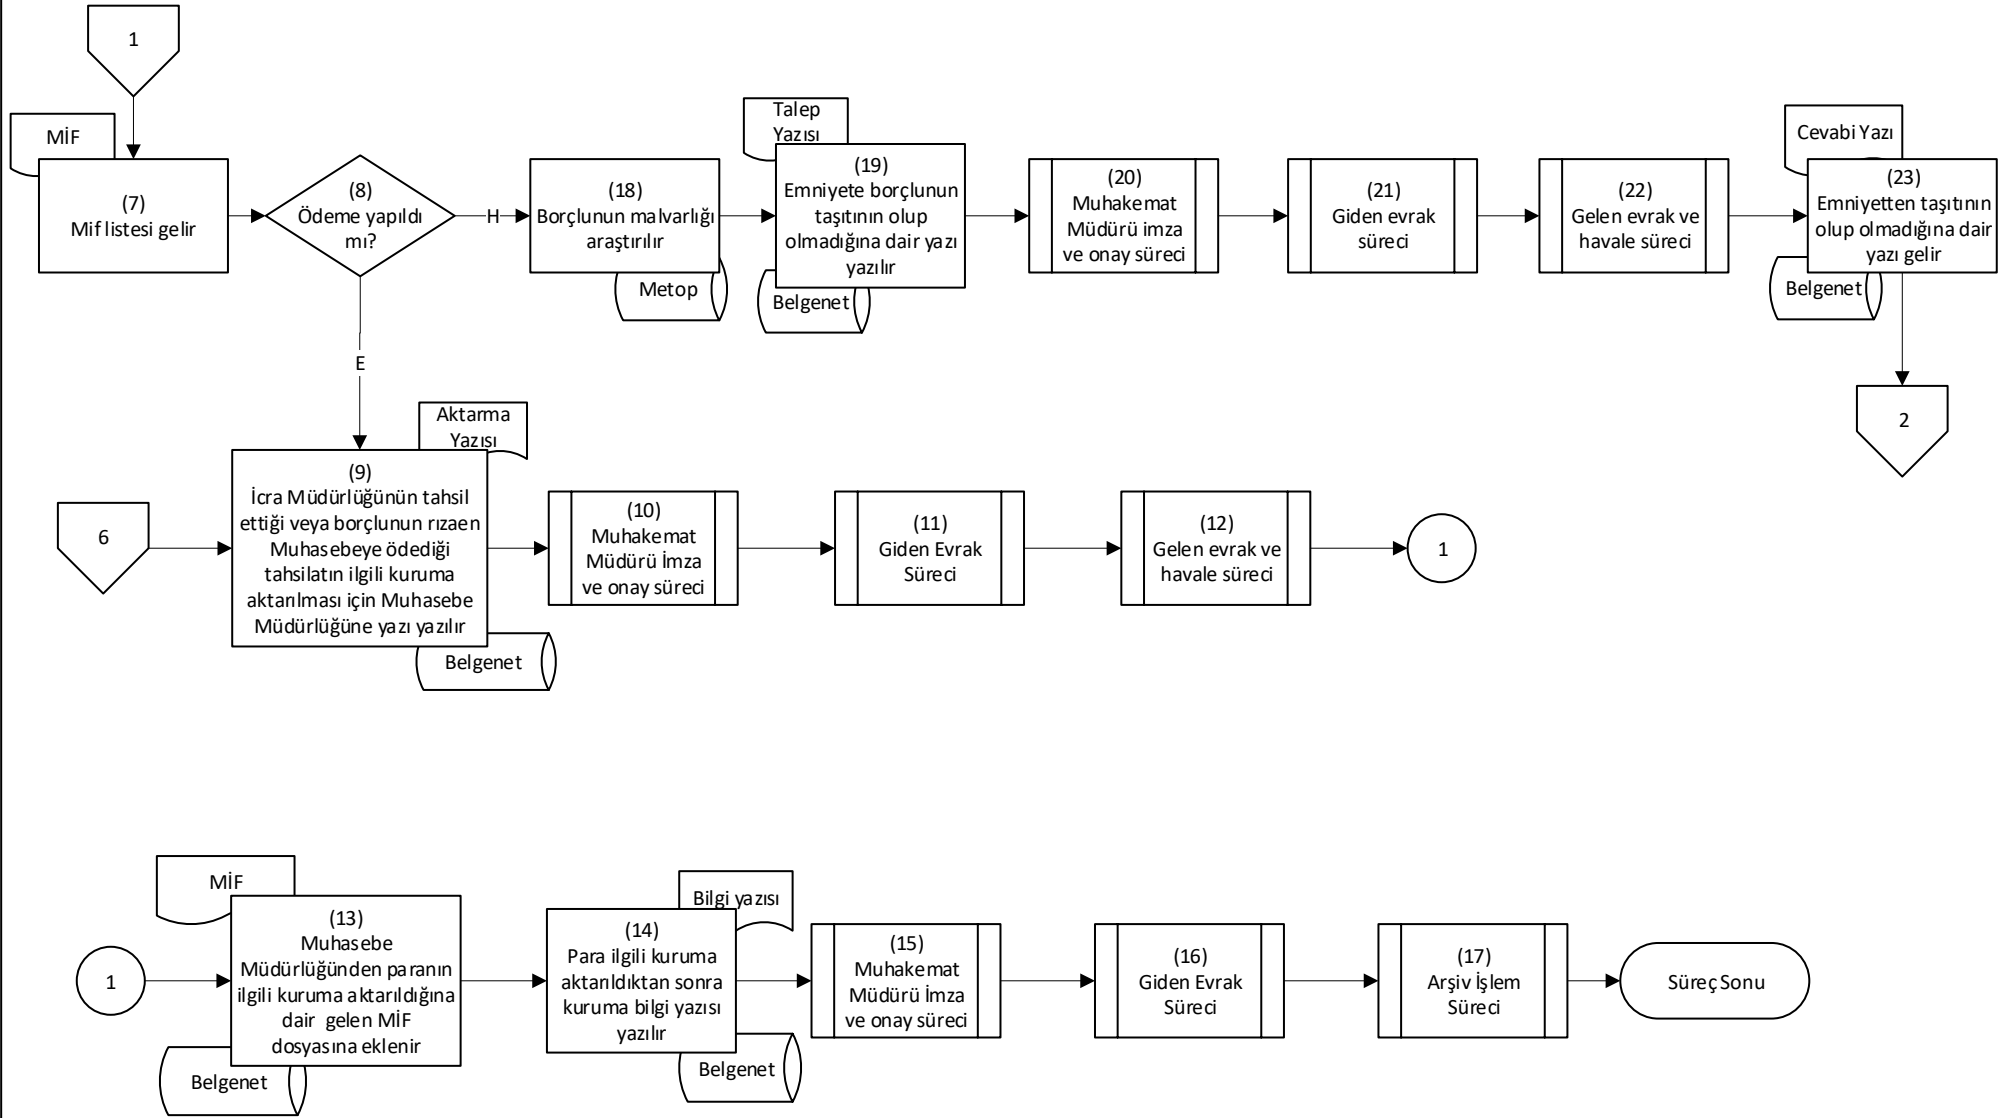 1
MİF
(7)
Mif listesi gelir
(8)
Ödeme yapıldı
mı?
H
E
(18)
Borçlunun malvarlığı
araştırılır
Metop
Talep
Yazısı
(19)
Emniyete borçlunun
taşıtının olup
olmadığına dair yazı
yazılır
Belgenet
(20)
Muhakemat
Müdürü imza
ve onay süreci
(21)
Giden evrak
süreci
(22)
Gelen evrak ve
havale süreci
Cevabi Yazı
(23)
Emniyetten taşıtının
olup olmadığına dair
yazı gelir
Belgenet
2
6
Aktarma
Yazısı
(9)
İcra Müdürlüğünün tahsil
ettiği veya borçlunun rızaen
Muhasebeye ödediği
tahsilatın ilgili kuruma
aktarılması için Muhasebe
Müdürlüğüne yazı yazılır
Belgenet
(10)
Muhakemat
Müdürü İmza
ve onay süreci
(11)
Giden Evrak
Süreci
(12)
Gelen evrak ve
havale süreci
1
1
MİF
(13)
Muhasebe
Müdürlüğünden paranın
ilgili kuruma aktarıldığına
dair gelen MİF
dosyasına eklenir
Belgenet
Bilgi yazısı
(14)
Para ilgili kuruma
aktarıldıktan sonra
kuruma bilgi yazısı
yazılır
Belgenet
(15)
Muhakemat
Müdürü İmza
ve onay süreci
(16)
Giden Evrak
Süreci
(17)
Arşiv İşlem
Süreci
Süreç Sonu